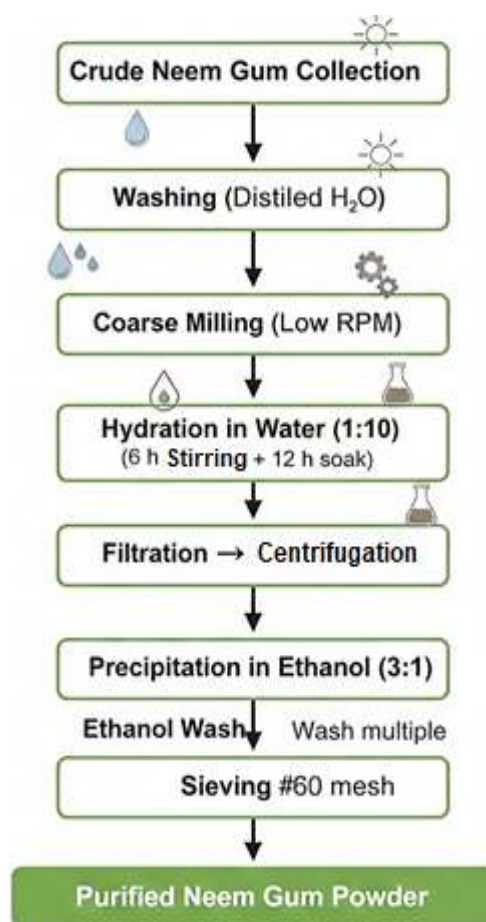 Crude Neem Gum Collection
Washing (Distiled H₂O)
Coarse Milling (Low RPM)
Hydration in Water (1:10)
(6 h Stirring + 12 h soak)
Filtration → Centrifugation
Precipitation in Ethanol (3:1)
Ethanol Wash Wash multiple
Sieving #60 mesh
Purified Neem Gum Powder